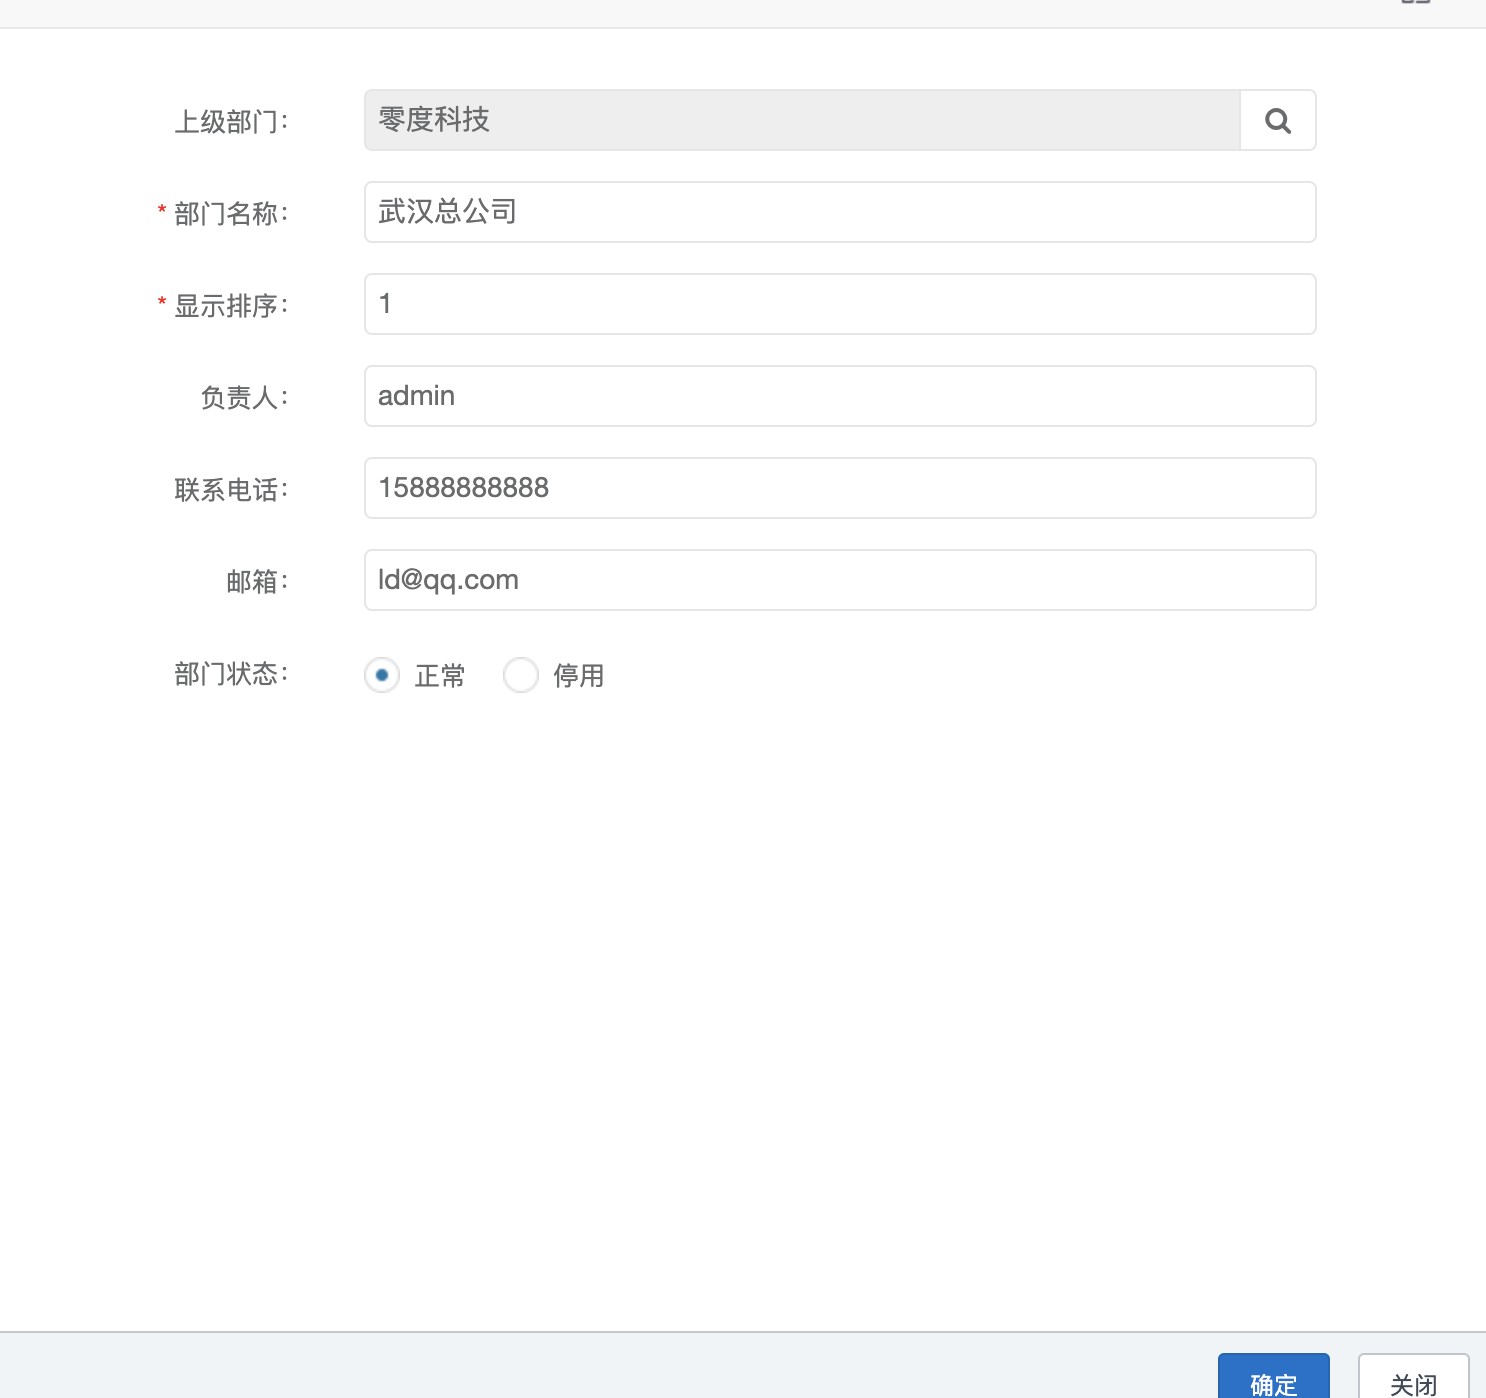 上级部门：
零度科技
* 部门名称：
武汉总公司
* 显示排序：
1
负责人：
admin
联系电话：
15888888888
邮箱：
ld@qq.com
部门状态：
正常 停用
确定 关闭